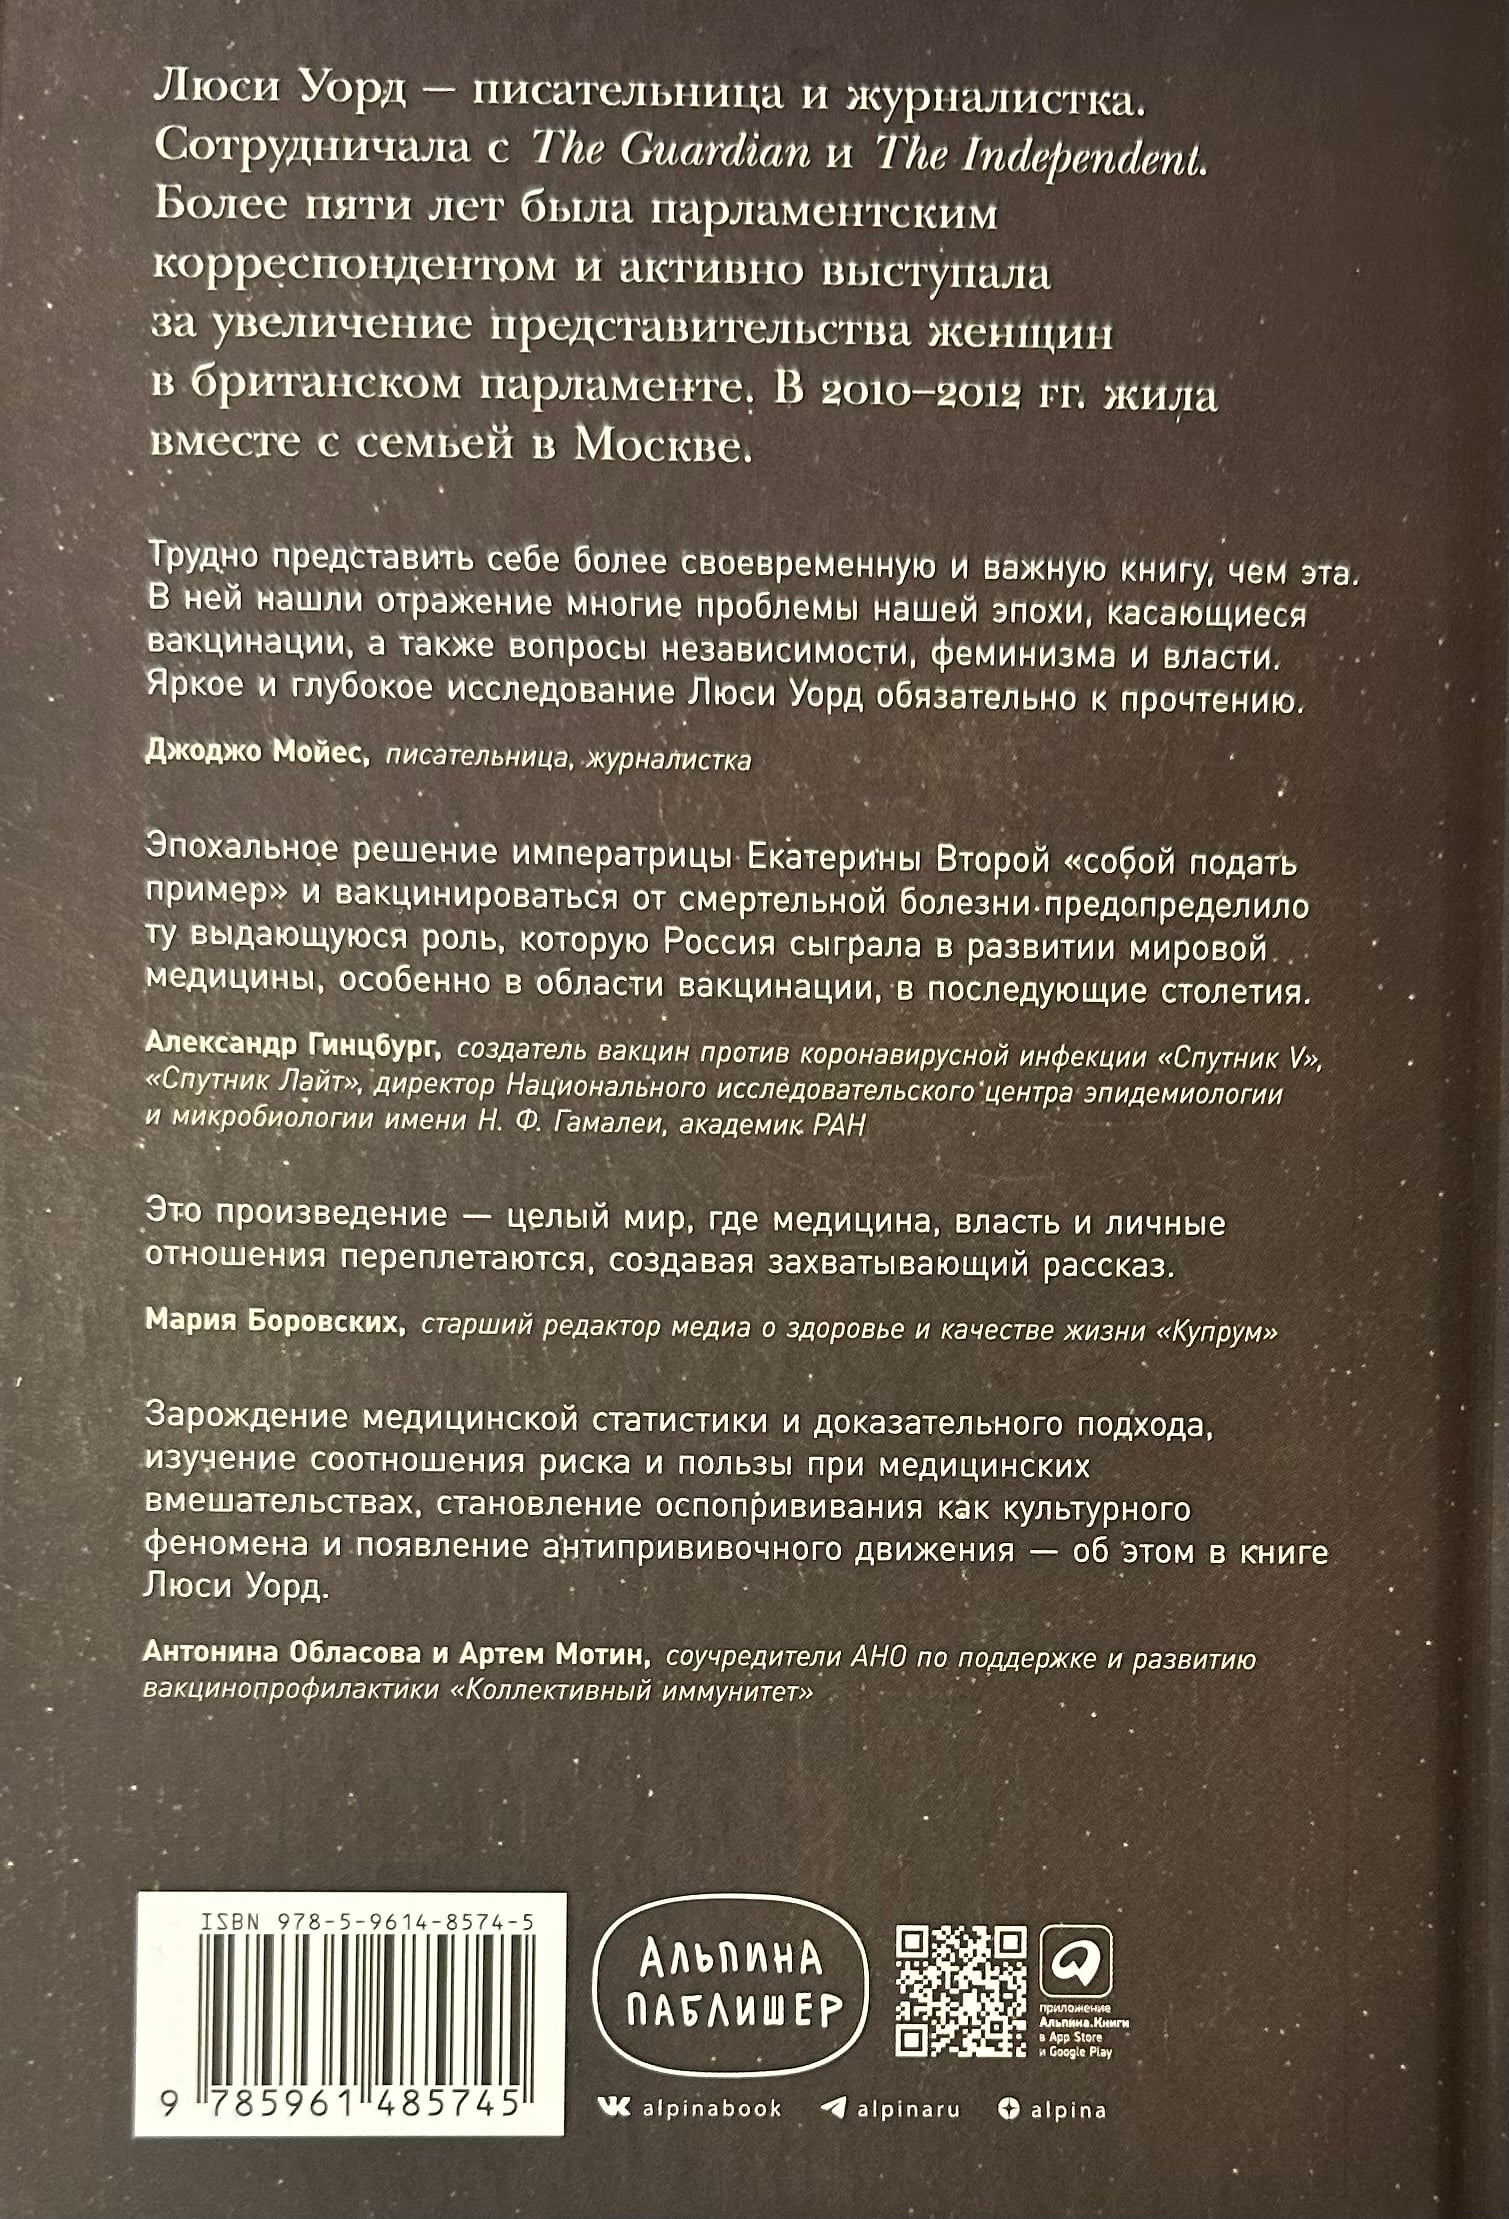 Люси Уорд — писательница и журналистка.
Сотрудничала с The Guardian и The Independent.
Более пяти лет была парламентским
корреспондентом и активно выступала
за увеличение представительства женщин
в британском парламенте. В 2010–2012 гг. жила
вместе с семьей в Москве.
Трудно представить себе более своевременную и важную книгу, чем эта.
В ней нашли отражение многие проблемы нашей эпохи, касающиеся
вакцинации, а также вопросы независимости, феминизма и власти.
Яркое и глубокое исследование Люси Уорд обязательно к прочтению.
Джоджо Мойес, писательница, журналистка
Эпохальное решение императрицы Екатерины Второй «собой подать
пример» и вакцинироваться от смертельной болезни предопределило
ту выдающуюся роль, которую Россия сыграла в развитии мировой
медицины, особенно в области вакцинации, в последующие столетия.
Александр Гинцбург, создатель вакцин против коронавирусной инфекции «Спутник V»,
«Спутник Лайт», директор Национального исследовательского центра эпидемиологии
и микробиологии имени Н. Ф. Гамалеи, академик РАН
Это произведение — целый мир, где медицина, власть и личные
отношения переплетаются, создавая захватывающий рассказ.
Мария Боровских, старший редактор медиа о здоровье и качестве жизни «Купрум»
Зарождение медицинской статистики и доказательного подхода,
изучение соотношения риска и пользы при медицинских
вмешательствах, становление оспопрививания как культурного
феномена и появление антипрививочного движения — об этом в книге
Люси Уорд.
Антонина Обласова и Артем Мотин, соучредители АНО по поддержке и развитию
вакцинопрофилактики «Коллективный иммунитет»
ISBN 978-5-9614-8574-5
9 785961 485745
АЛЬПИНА
ПАБЛИШЕР
приложение
Альпина.Книги
в App Store
и Google Play
alpinabook alpinaru alpina